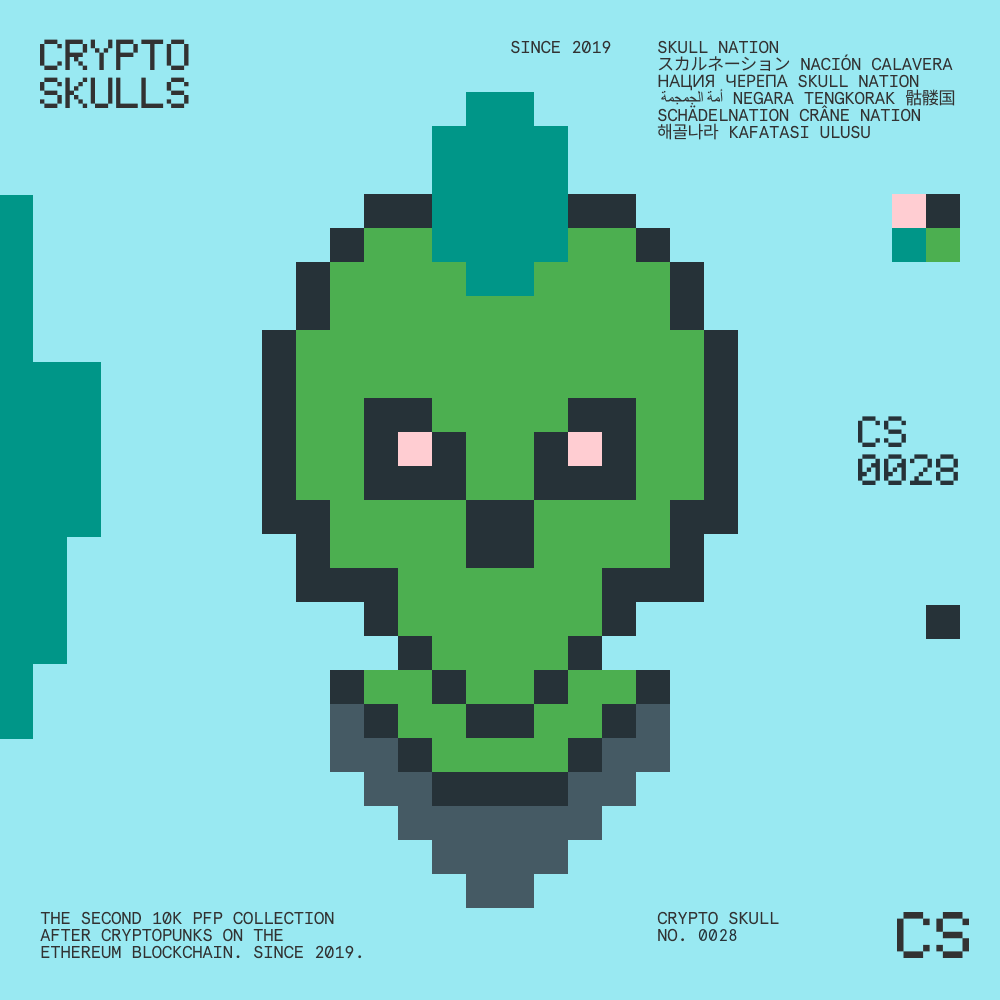 CRYPTO
SKULLS
SINCE 2019
SKULL NATION
スカルネーション NACIÓN CALAVERA
НАЦИЯ ЧЕРЕПА SKULL NATION
أمة الجمجمة NEGARA TENGKORAK 骷髅国
SCHÄDELNATION CRÂNE NATION
해골나라 KAFATASI ULUSU
CS
0028
THE SECOND 10K PFP COLLECTION
AFTER CRYPTOPUNKS ON THE
ETHEREUM BLOCKCHAIN. SINCE 2019.
CRYPTO SKULL
NO. 0028
CS